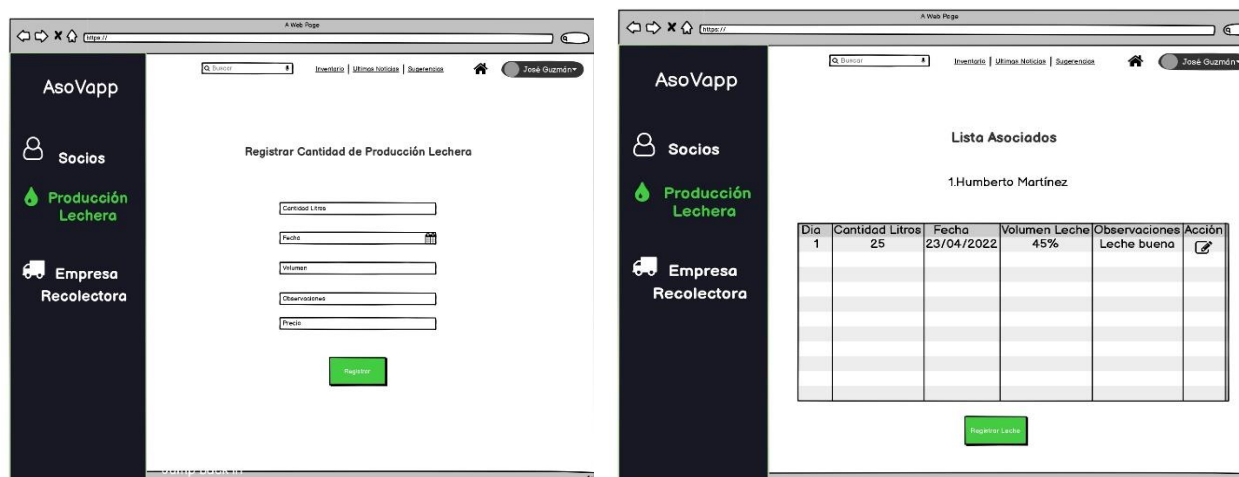 A Web Page
https://
Buscar
Inventario | Ultimas Noticias | Sugerencias
José Guzmán
AsoVapp
Socios
Producción
Lechera
Empresa
Recolectora
Registrar Cantidad de Producción Lechera
Cantidad Litros
Fecha
Volumen
Observaciones
Precio
Registrar
A Web Page
https://
Buscar
Inventario | Ultimas Noticias | Sugerencias
José Guzmán
AsoVapp
Socios
Producción
Lechera
Empresa
Recolectora
Lista Asociados
1.Humberto Martínez
Dia Cantidad Litros Fecha Volumen Leche Observaciones Acción
1 25 23/04/2022 45% Leche buena
Registrar Leche